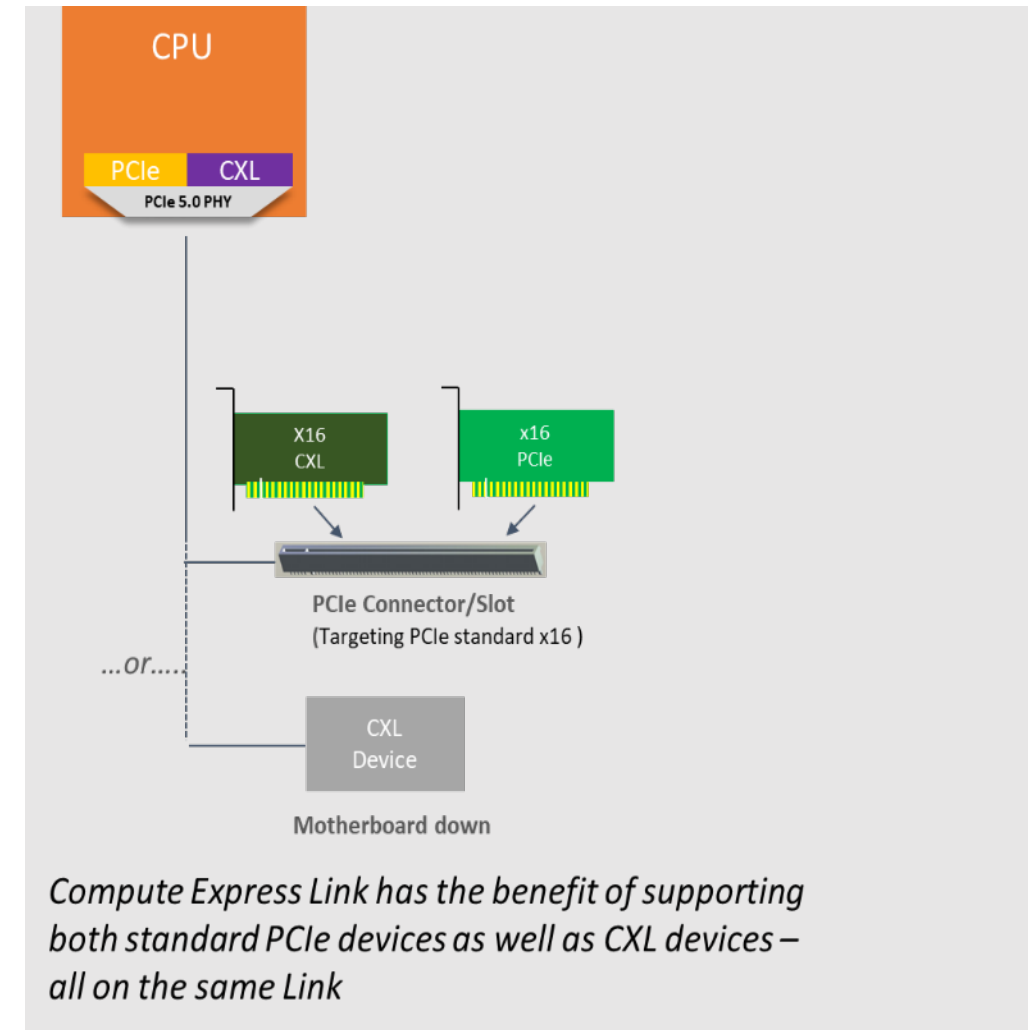 CPU
PCIe CXL
PCIe 5.0 PHY
X16
CXL
x16
PCIe
PCIe Connector/Slot
(Targeting PCIe standard x16 )
...or.....
CXL
Device
Motherboard down
Compute Express Link has the benefit of supporting
both standard PCIe devices as well as CXL devices –
all on the same Link